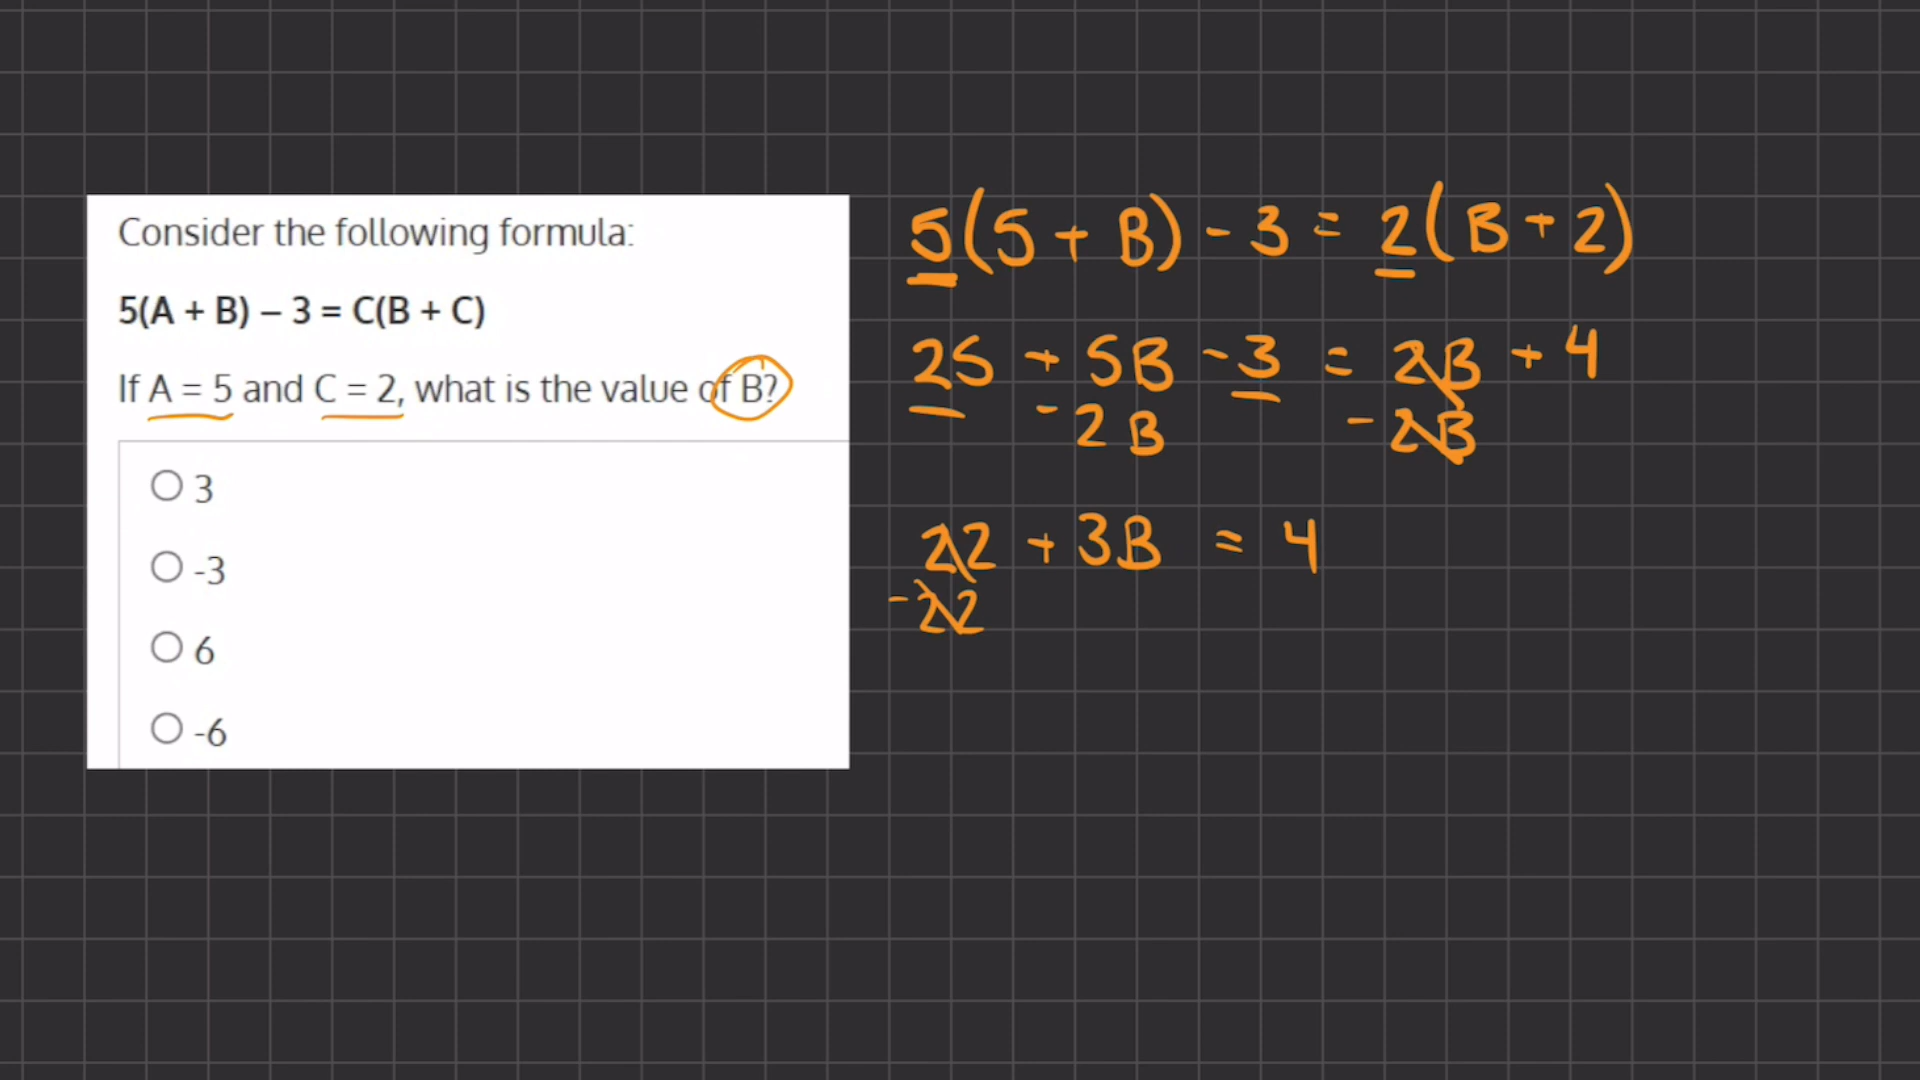 Consider the following formula:
5(A + B) – 3 = C(B + C)
If A = 5 and C = 2, what is the value of B?
3
-3
6
-6
5(5 + B) - 3 = 2(B + 2)
25 + 5B - 3 = 2B + 4
- 2B - 2B
22 + 3B = 4
-22